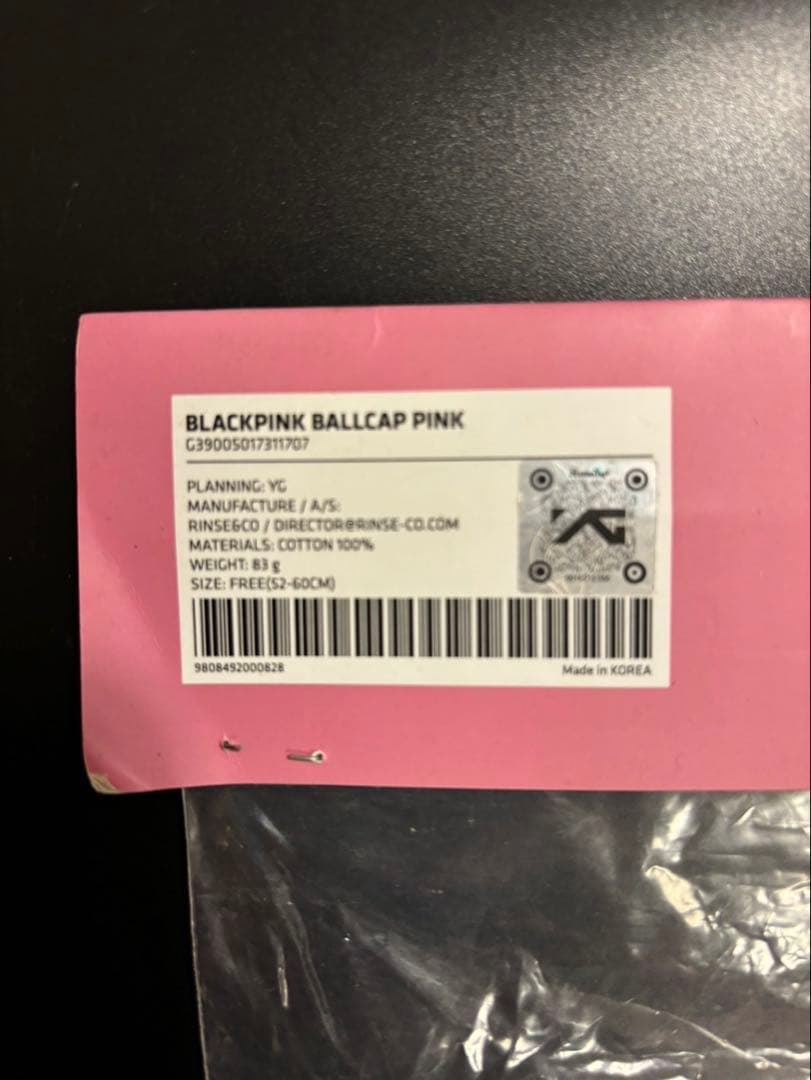 BLACKPINK BALLCAP PINK
G39005017311707
PLANNING: YG
MANUFACTURE / A/S:
RINSE&CO / DIRECTOR@RINSE-CO.COM
MATERIALS: COTTON 100%
WEIGHT: 83 g
SIZE: FREE(52-60CM)
YG
9808492000828
Made in KOREA